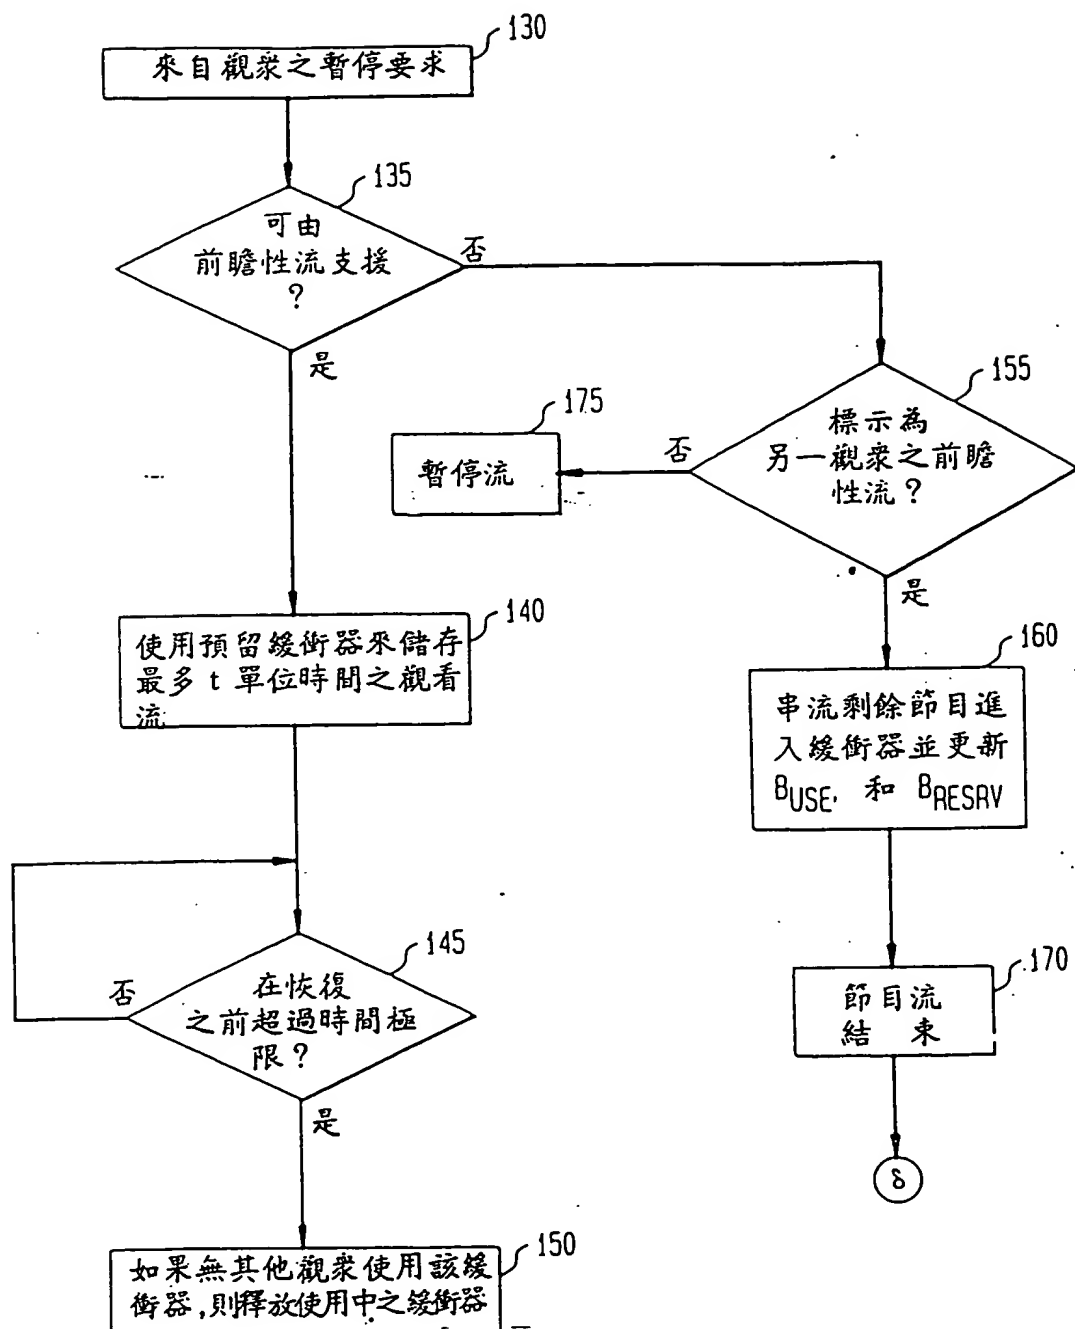 130
來自觀衆之暫停要求
135
可由
前瞻性流支援
?
否
是
155
標示為
另一觀衆之前瞻
性流?
否
是
175
暫停流
140
使用預留緩衝器來儲存
最多 t 單位時間之觀看
流
160
串流剩餘節目進
入緩衝器並更新
BUSE, 和 BRESRV
145
在恢復
之前超過時間極
限?
否
是
170
節目流
結 束
δ
150
如果無其他觀衆使用該緩
衝器,則釋放使用中之緩衝器